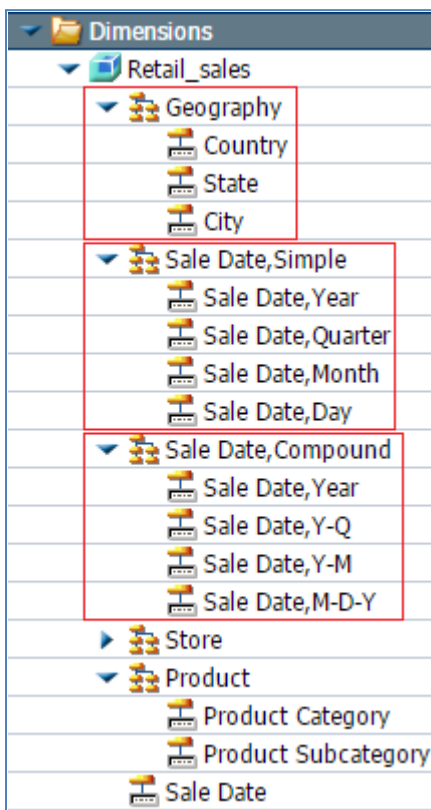 Dimensions
Retail_sales
Geography
Country
State
City
Sale Date,Simple
Sale Date,Year
Sale Date,Quarter
Sale Date,Month
Sale Date,Day
Sale Date,Compound
Sale Date,Year
Sale Date,Y-Q
Sale Date,Y-M
Sale Date,M-D-Y
Store
Product
Product Category
Product Subcategory
Sale Date